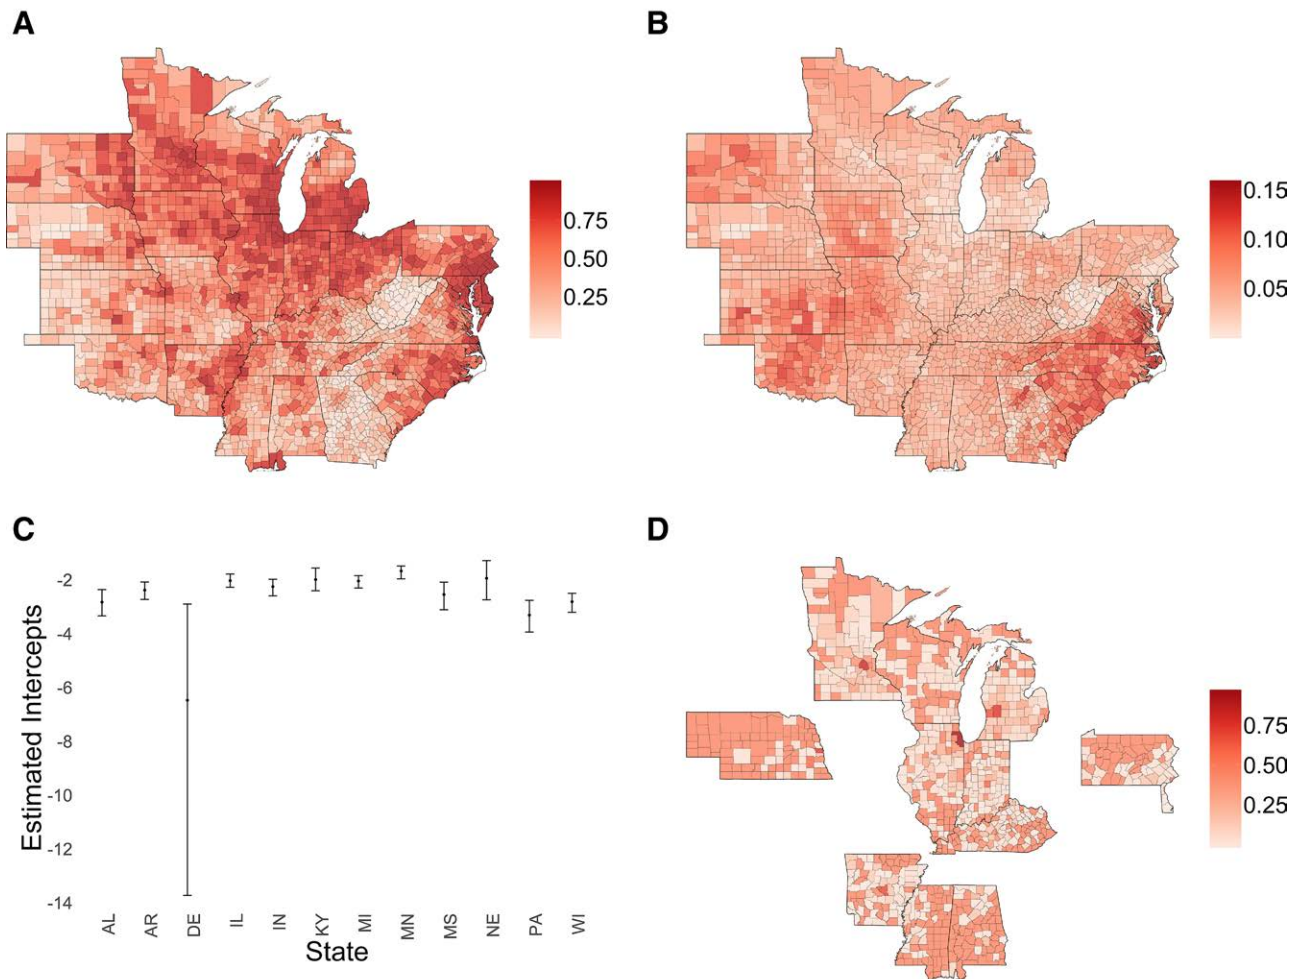 A
B
0.75
0.50
0.25
0.15
0.10
0.05
C
D
Estimated Intercepts
-2
-4
-6
-8
-10
-12
-14
AL
AR
DE
IL
IN
KY
MI
MN
MS
NE
PA
WI
State
0.75
0.50
0.25